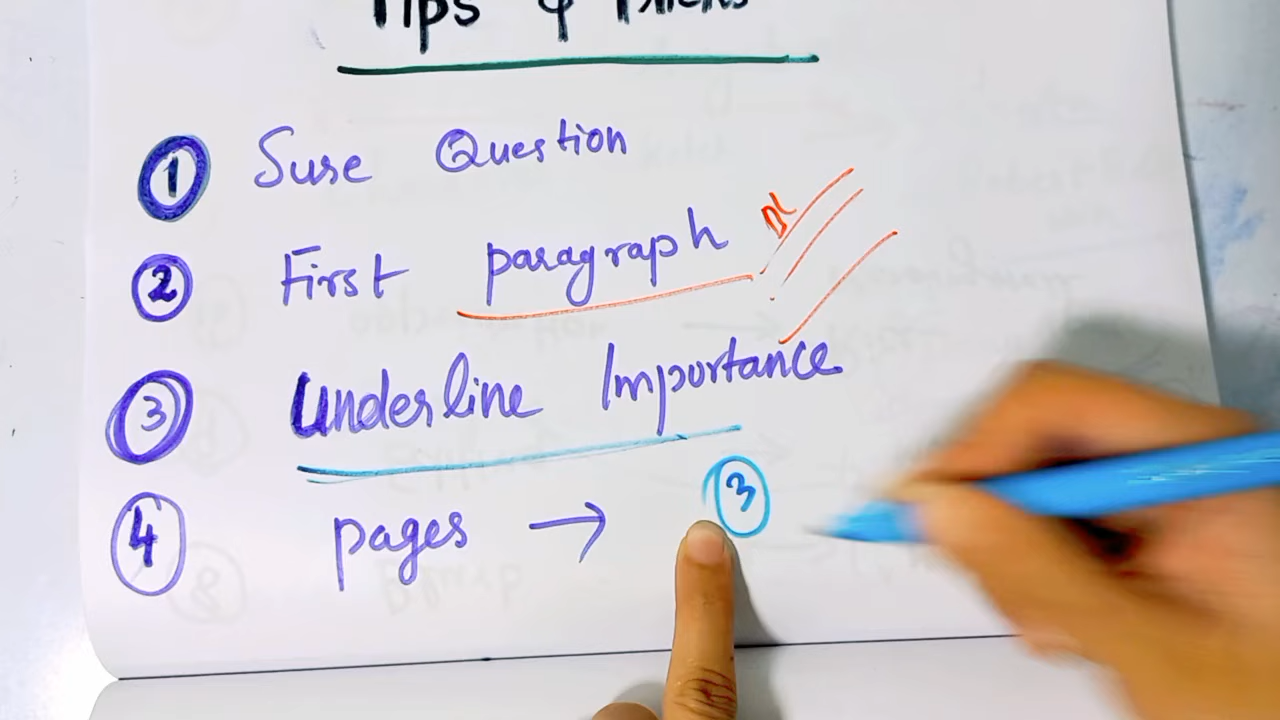 Tips & Tricks
① Sure Question
② First paragraph
③ Underline Importance
④ pages → ③